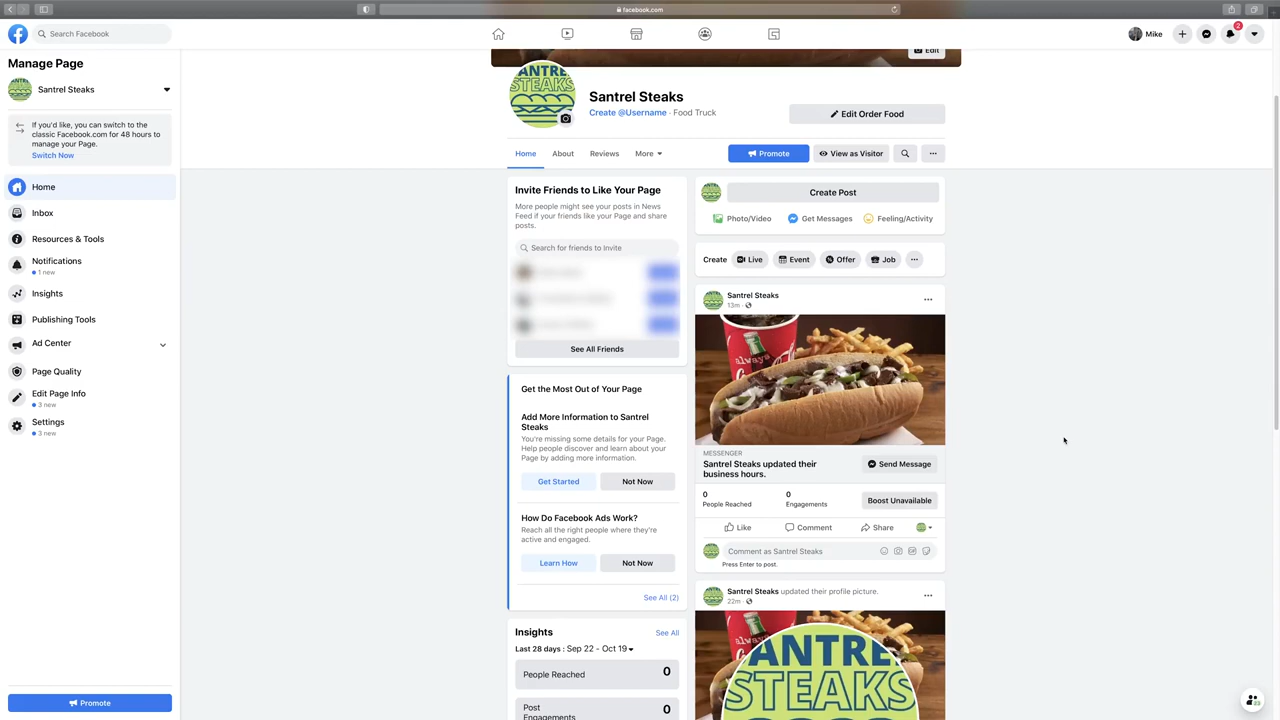 facebook.com
Search Facebook
Mike
2
Manage Page
Santrel Steaks
If you'd like, you can switch to the
classic Facebook.com for 48 hours to
manage your Page.
Switch Now
Home
Inbox
Resources & Tools
Notifications
1 new
Insights
Publishing Tools
Ad Center
Page Quality
Edit Page Info
3 new
Settings
3 new
Promote
Edit
ANTRE
STEAKS
Santrel Steaks
Create @Username · Food Truck
Edit Order Food
Home
About
Reviews
More
Promote
View as Visitor
Invite Friends to Like Your Page
More people might see your posts in News
Feed if your friends like your Page and share
posts.
Search for friends to Invite
See All Friends
Get the Most Out of Your Page
Add More Information to Santrel
Steaks
You're missing some details for your Page.
Help people discover and learn about your
Page by adding more information.
Get Started
Not Now
How Do Facebook Ads Work?
Reach all the right people where they're
active and engaged.
Learn How
Not Now
See All (2)
Insights
See All
Last 28 days : Sep 22 - Oct 19
People Reached
0
Post
Engagements
0
Create Post
Photo/Video
Get Messages
Feeling/Activity
Create
Live
Event
Offer
Job
Santrel Steaks
13m ·
always
MESSENGER
Santrel Steaks updated their
business hours.
Send Message
0
People Reached
0
Engagements
Boost Unavailable
Like
Comment
Share
Comment as Santrel Steaks
GIF
Press Enter to post.
Santrel Steaks updated their profile picture.
22m ·
ANTRE
STEAKS